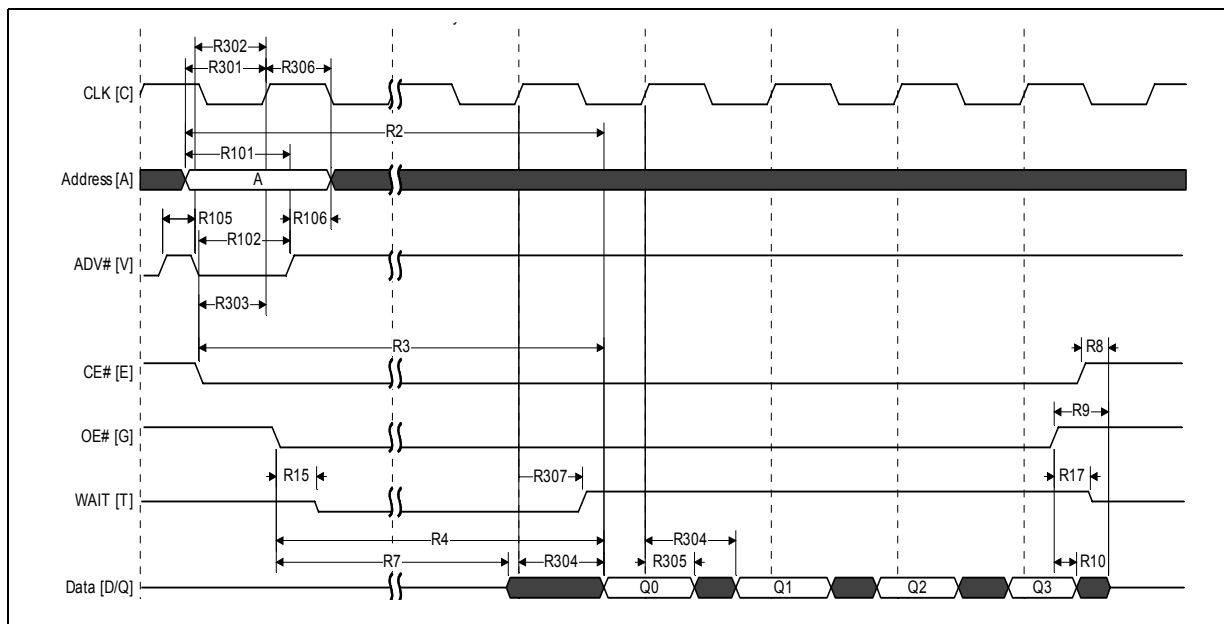 R302
R301 R306
CLK [C]
R2
R101
Address [A] A
R105 R106
R102
ADV# [V]
R303
R3
R8
CE# [E]
R9
OE# [G]
R15 R307 R17
WAIT [T]
R4 R304
R7 R304 R305 R10
Data [D/Q] Q0 Q1 Q2 Q3